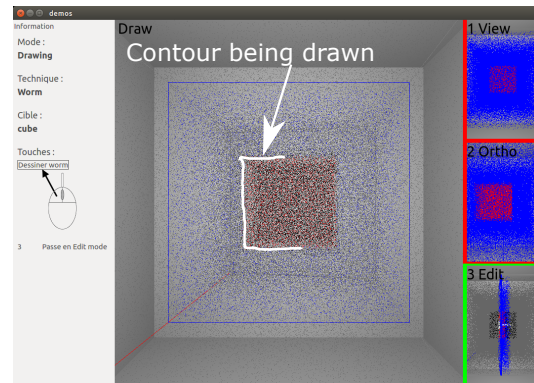 demos
Information
Mode :
Drawing
Technique :
Worm
Cible :
cube
Touches :
Dessiner worm
3 Passe en Edit mode
Draw
Contour being drawn
1 View
2 Ortho
3 Edit